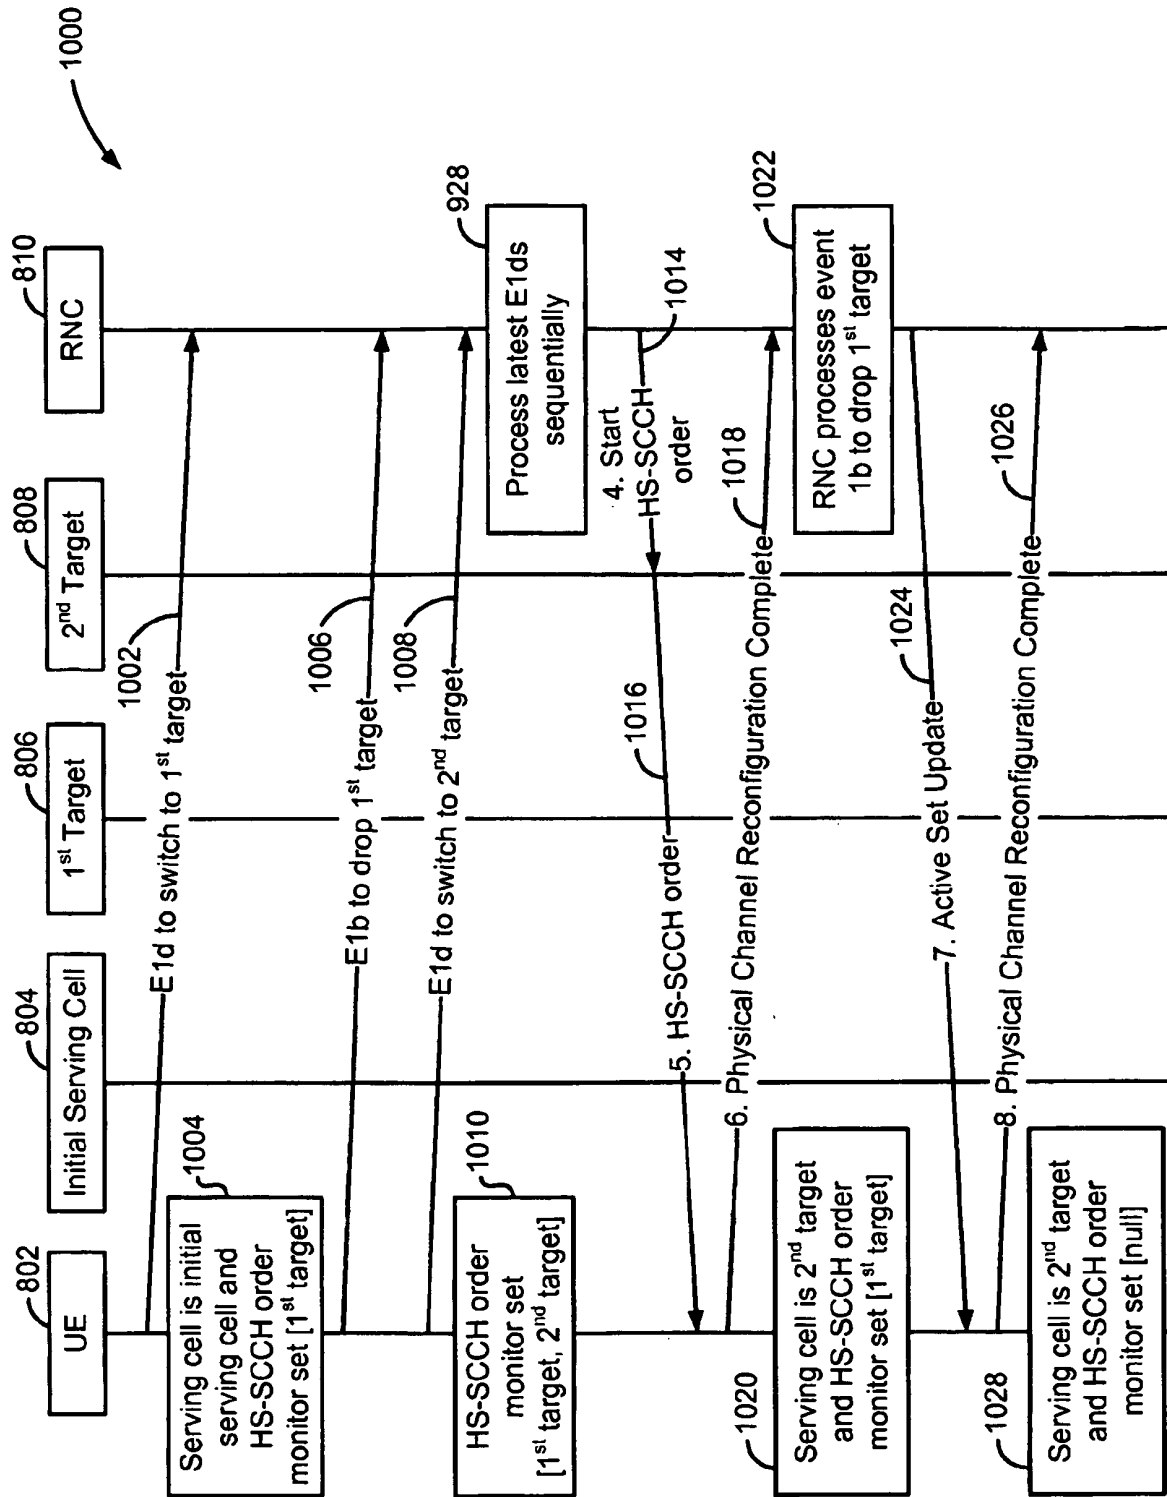 1000
802
UE
804
Initial Serving Cell
806
1st Target
808
2nd Target
810
RNC
E1d to switch to 1st target
1002
1004
Serving cell is initial
serving cell and
HS-SCCH order
monitor set [1st target]
E1b to drop 1st target
1006
E1d to switch to 2nd target
1008
1010
HS-SCCH order
monitor set
[1st target, 2nd target]
928
Process latest E1ds
sequentially
4. Start
HS-SCCH
order
1014
5. HS-SCCH order
1016
6. Physical Channel Reconfiguration Complete
1018
1020
Serving cell is 2nd target
and HS-SCCH order
monitor set [1st target]
1022
RNC processes event
1b to drop 1st target
7. Active Set Update
1024
8. Physical Channel Reconfiguration Complete
1026
1028
Serving cell is 2nd target
and HS-SCCH order
monitor set [null]